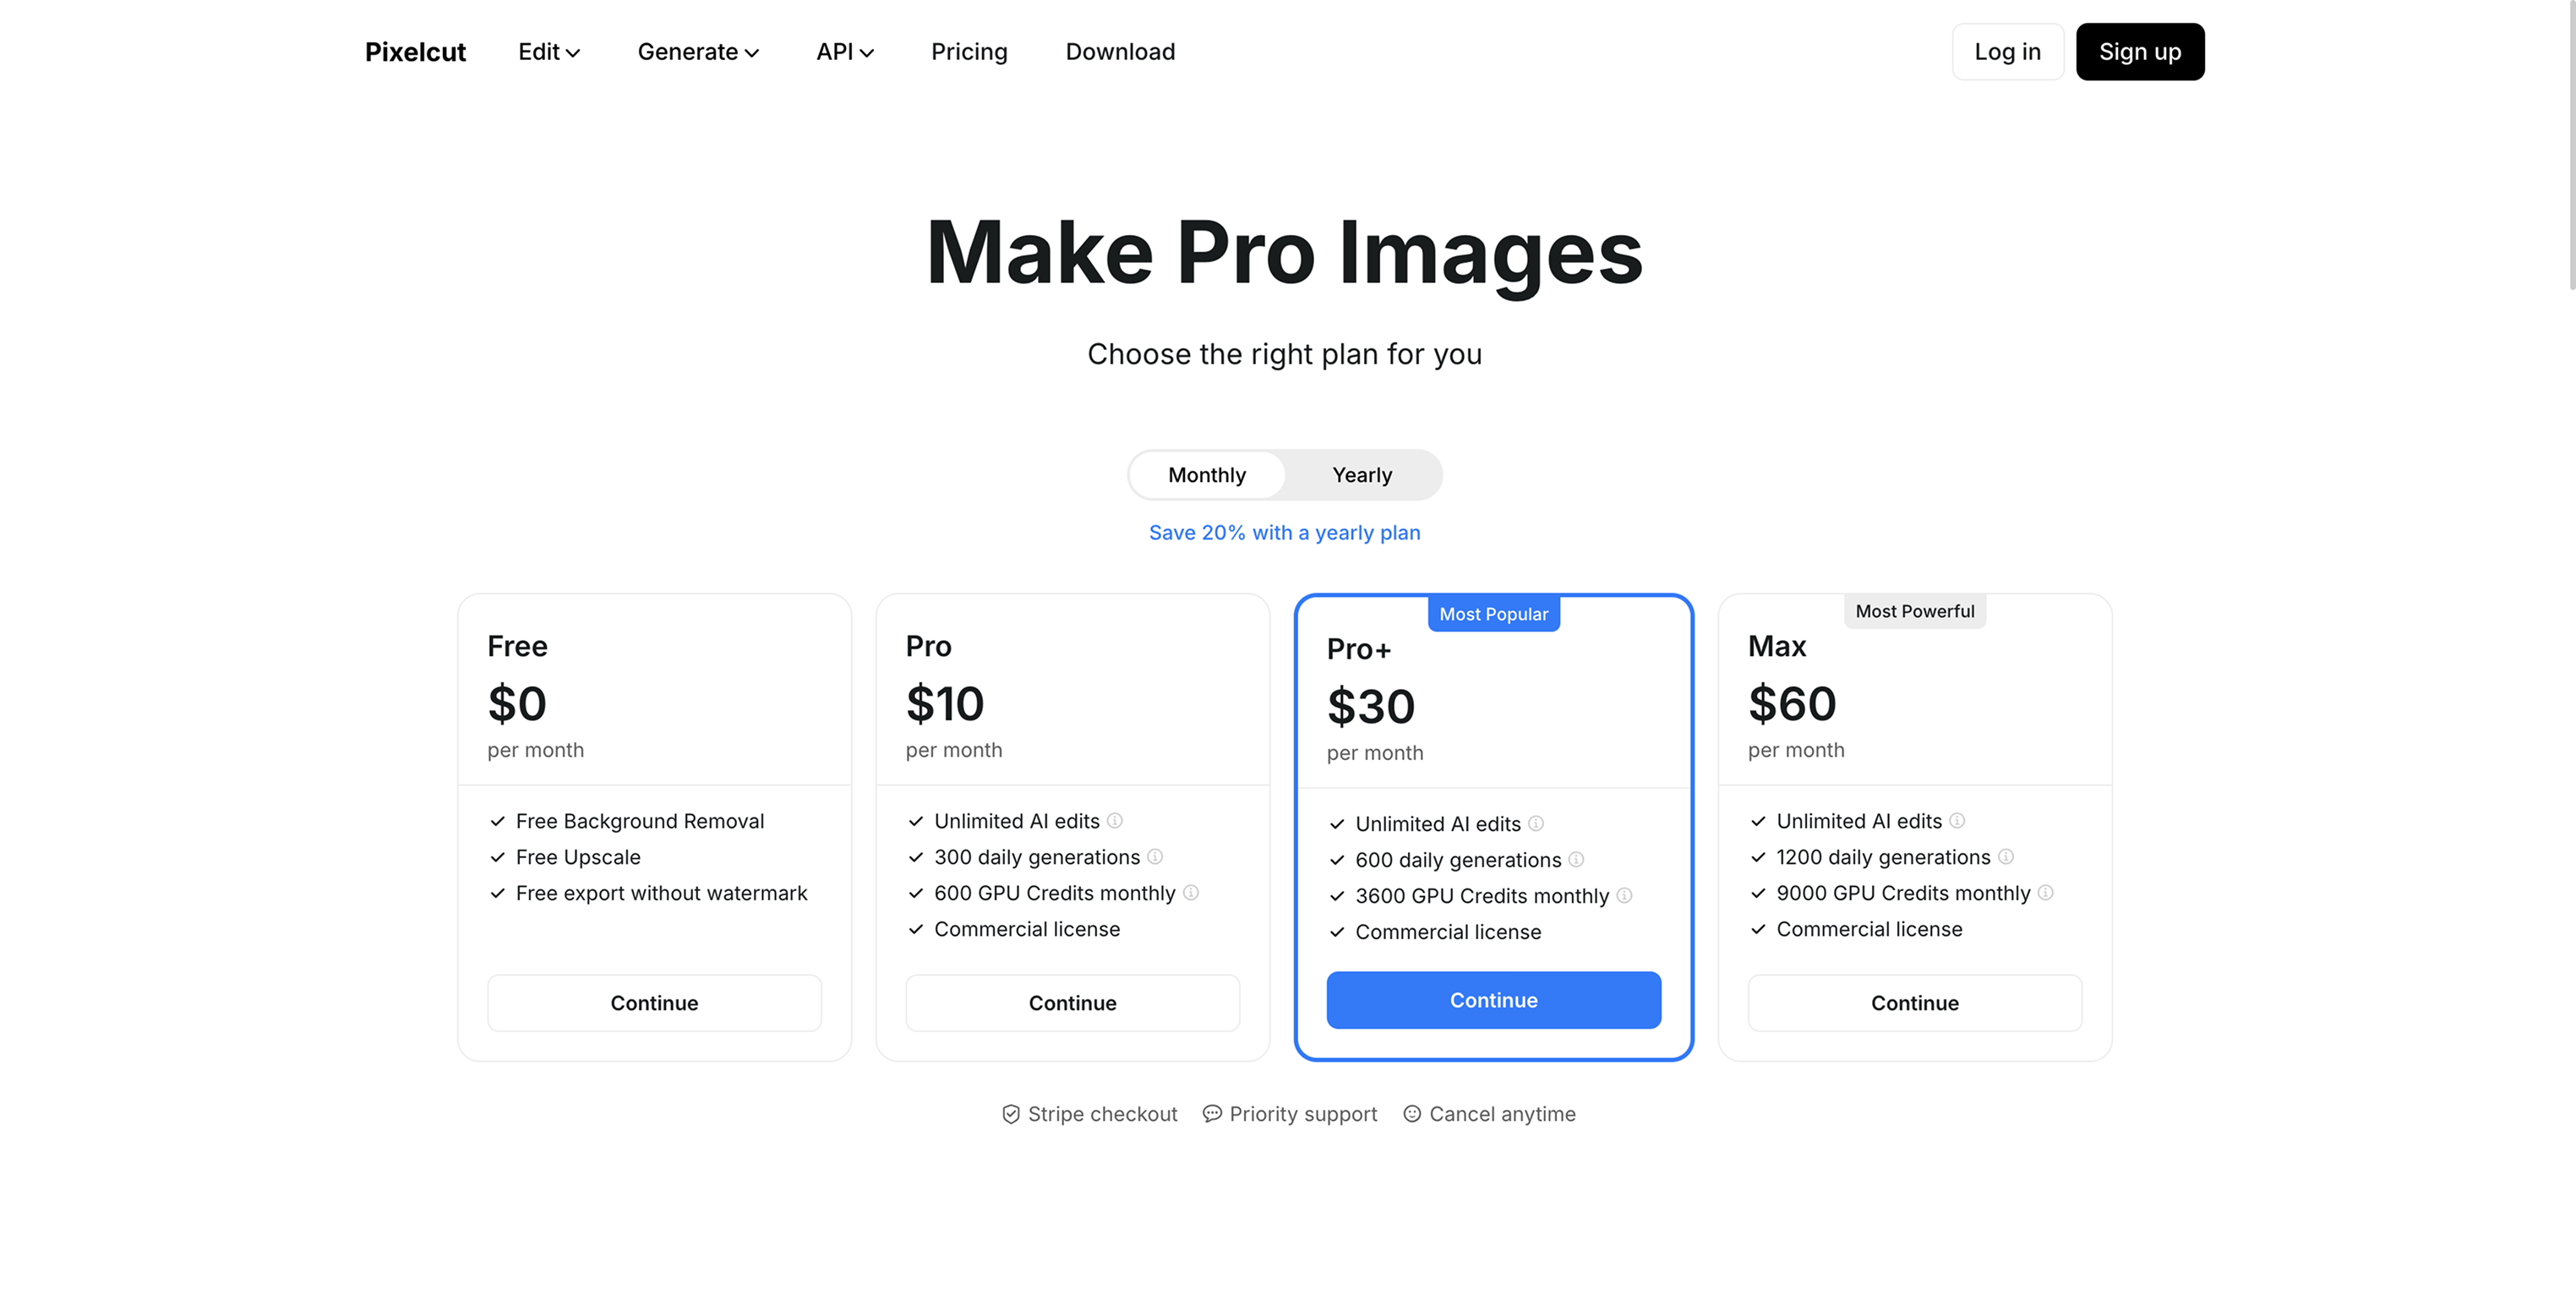 Pixelcut Edit Generate API Pricing Download Log in Sign up
Make Pro Images
Choose the right plan for you
Monthly Yearly
Save 20% with a yearly plan
Free
$0
per month
Free Background Removal
Free Upscale
Free export without watermark
Continue
Pro
$10
per month
Unlimited AI edits
300 daily generations
600 GPU Credits monthly
Commercial license
Continue
Most Popular
Pro+
$30
per month
Unlimited AI edits
600 daily generations
3600 GPU Credits monthly
Commercial license
Continue
Most Powerful
Max
$60
per month
Unlimited AI edits
1200 daily generations
9000 GPU Credits monthly
Commercial license
Continue
Stripe checkout Priority support Cancel anytime